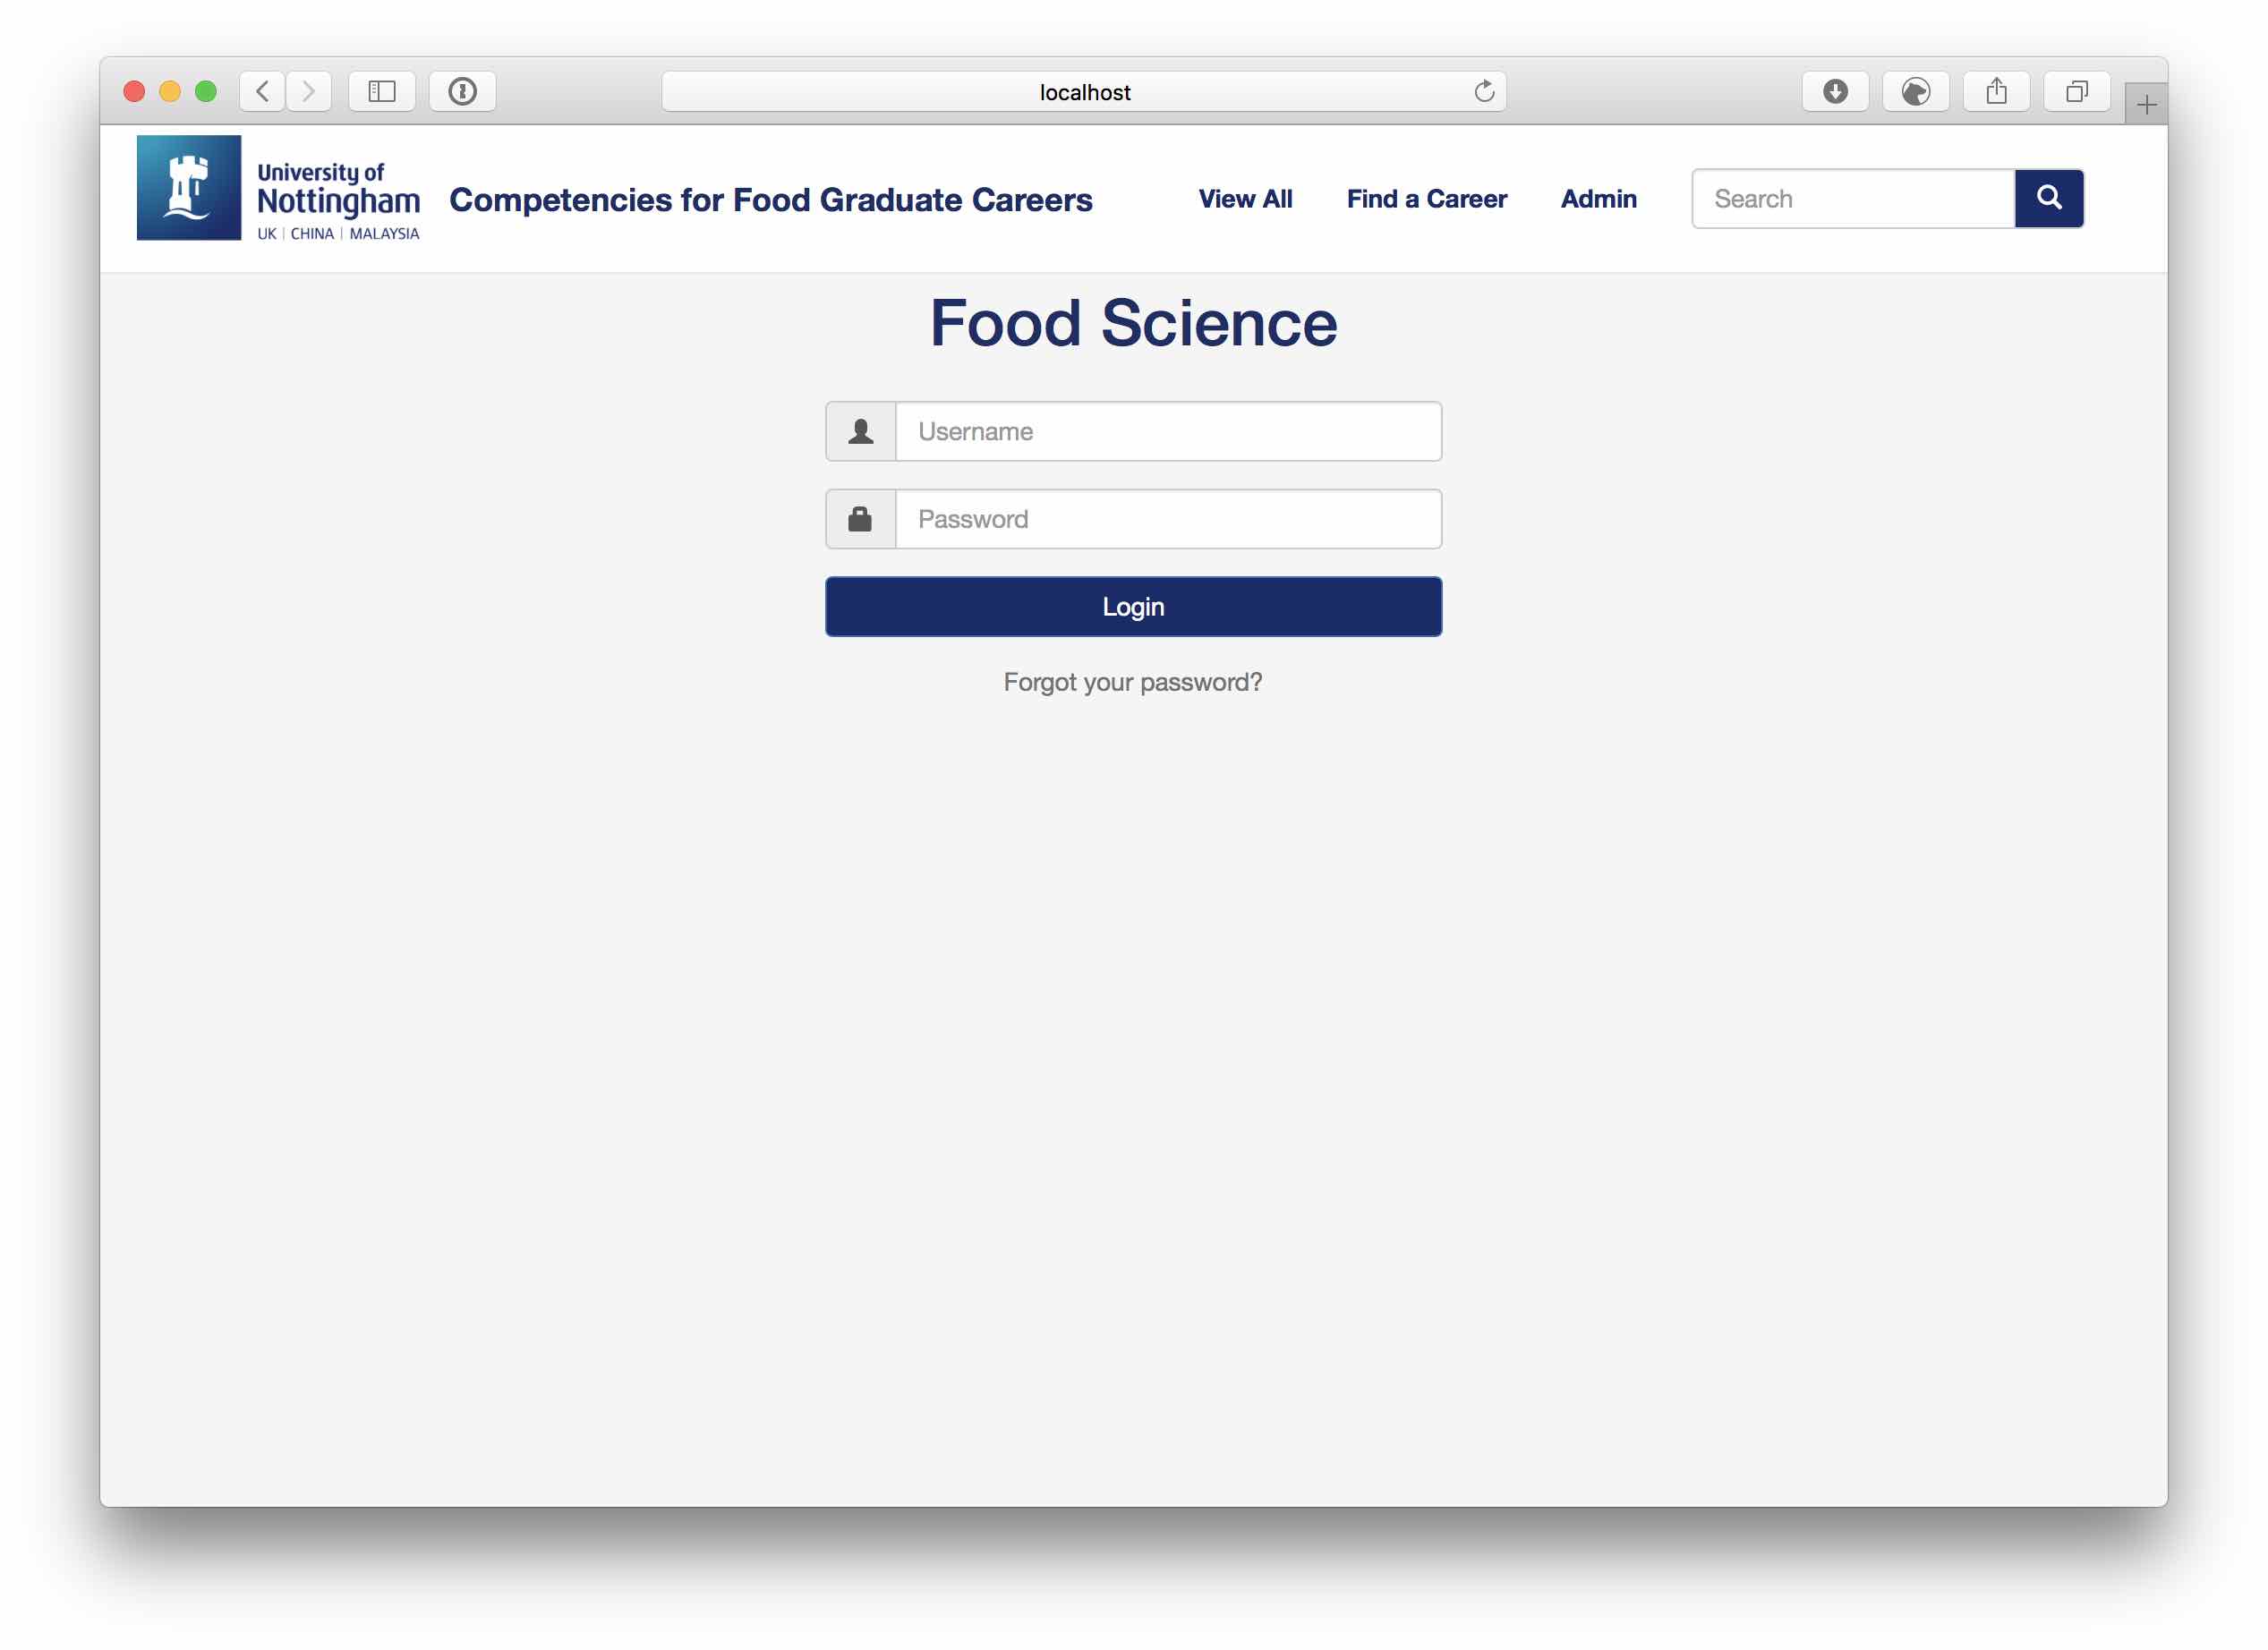 localhost
University of
Nottingham
UK | CHINA | MALAYSIA
Competencies for Food Graduate Careers
View All
Find a Career
Admin
Search
Food Science
Username
Password
Login
Forgot your password?